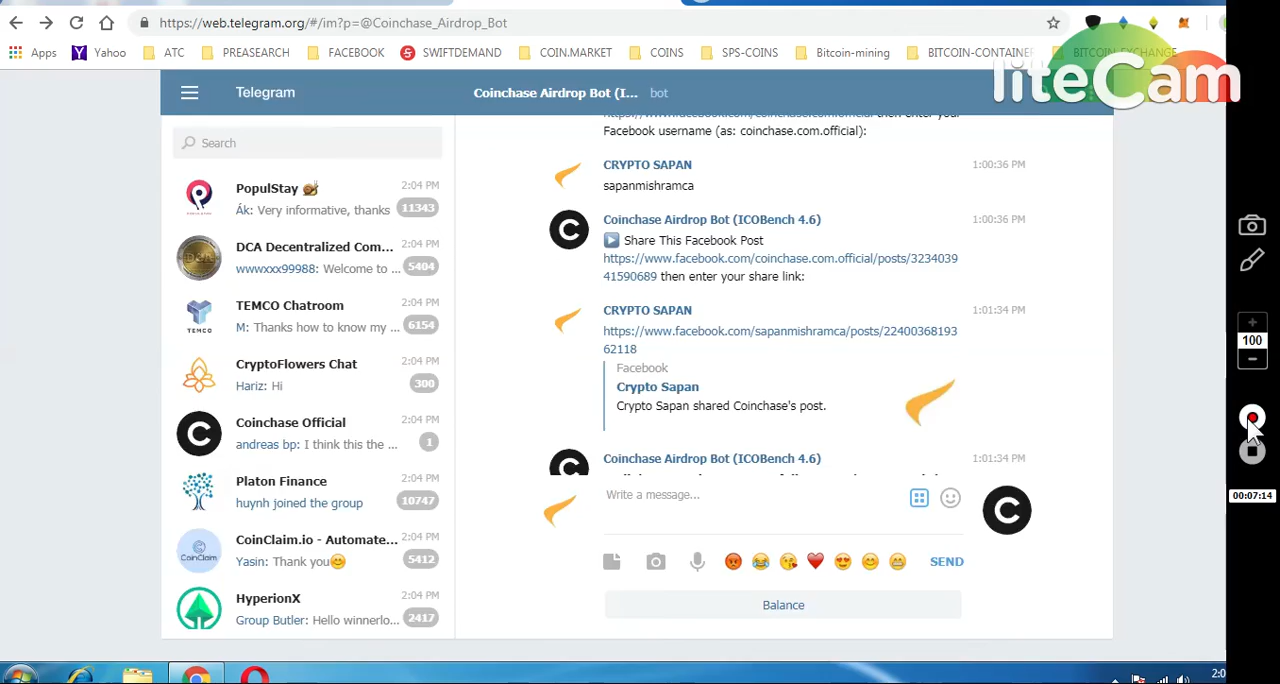 https://web.telegram.org/#/im?p=@Coinchase_Airdrop_Bot
Apps Yahoo ATC PREASEARCH FACEBOOK SWIFTDEMAND COIN.MARKET COINS SPS-COINS Bitcoin-mining BITCOIN-CONTAINER BITCOIN-EXCHANGE
liteCam
Telegram
Coinchase Airdrop Bot (I... bot
Search
PopulStay 🐌 2:04 PM
Ák: Very informative, thanks 11343
DCA Decentralized Com... 2:04 PM
wwwxxx99988: Welcome to ... 5404
TEMCO Chatroom 2:04 PM
M: Thanks how to know my ... 6154
TEMCO
CryptoFlowers Chat 2:04 PM
Hariz: Hi 300
Coinchase Official 2:04 PM
andreas bp: I think this the ... 1
Platon Finance 2:04 PM
huynh joined the group 10747
CoinClaim.io - Automate... 2:04 PM
Yasin: Thank you😊 5412
CoinClaim
HyperionX 2:04 PM
Group Butler: Hello winnerlo... 2417
Facebook username (as: coinchase.com.official):
CRYPTO SAPAN 1:00:36 PM
sapanmishramca
Coinchase Airdrop Bot (ICOBench 4.6) 1:00:36 PM
▶ Share This Facebook Post
https://www.facebook.com/coinchase.com.official/posts/3234039
41590689 then enter your share link:
CRYPTO SAPAN 1:01:34 PM
https://www.facebook.com/sapanmishramca/posts/22400368193
62118
Facebook
Crypto Sapan
Crypto Sapan shared Coinchase's post.
Coinchase Airdrop Bot (ICOBench 4.6) 1:01:34 PM
Write a message...
SEND
Balance
100
00:07:14
2:0